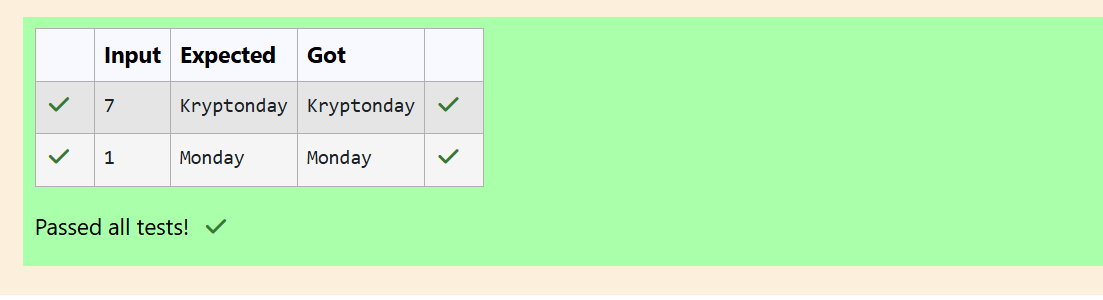 Input Expected Got
7 Kryptonday Kryptonday
1 Monday Monday
Passed all tests!